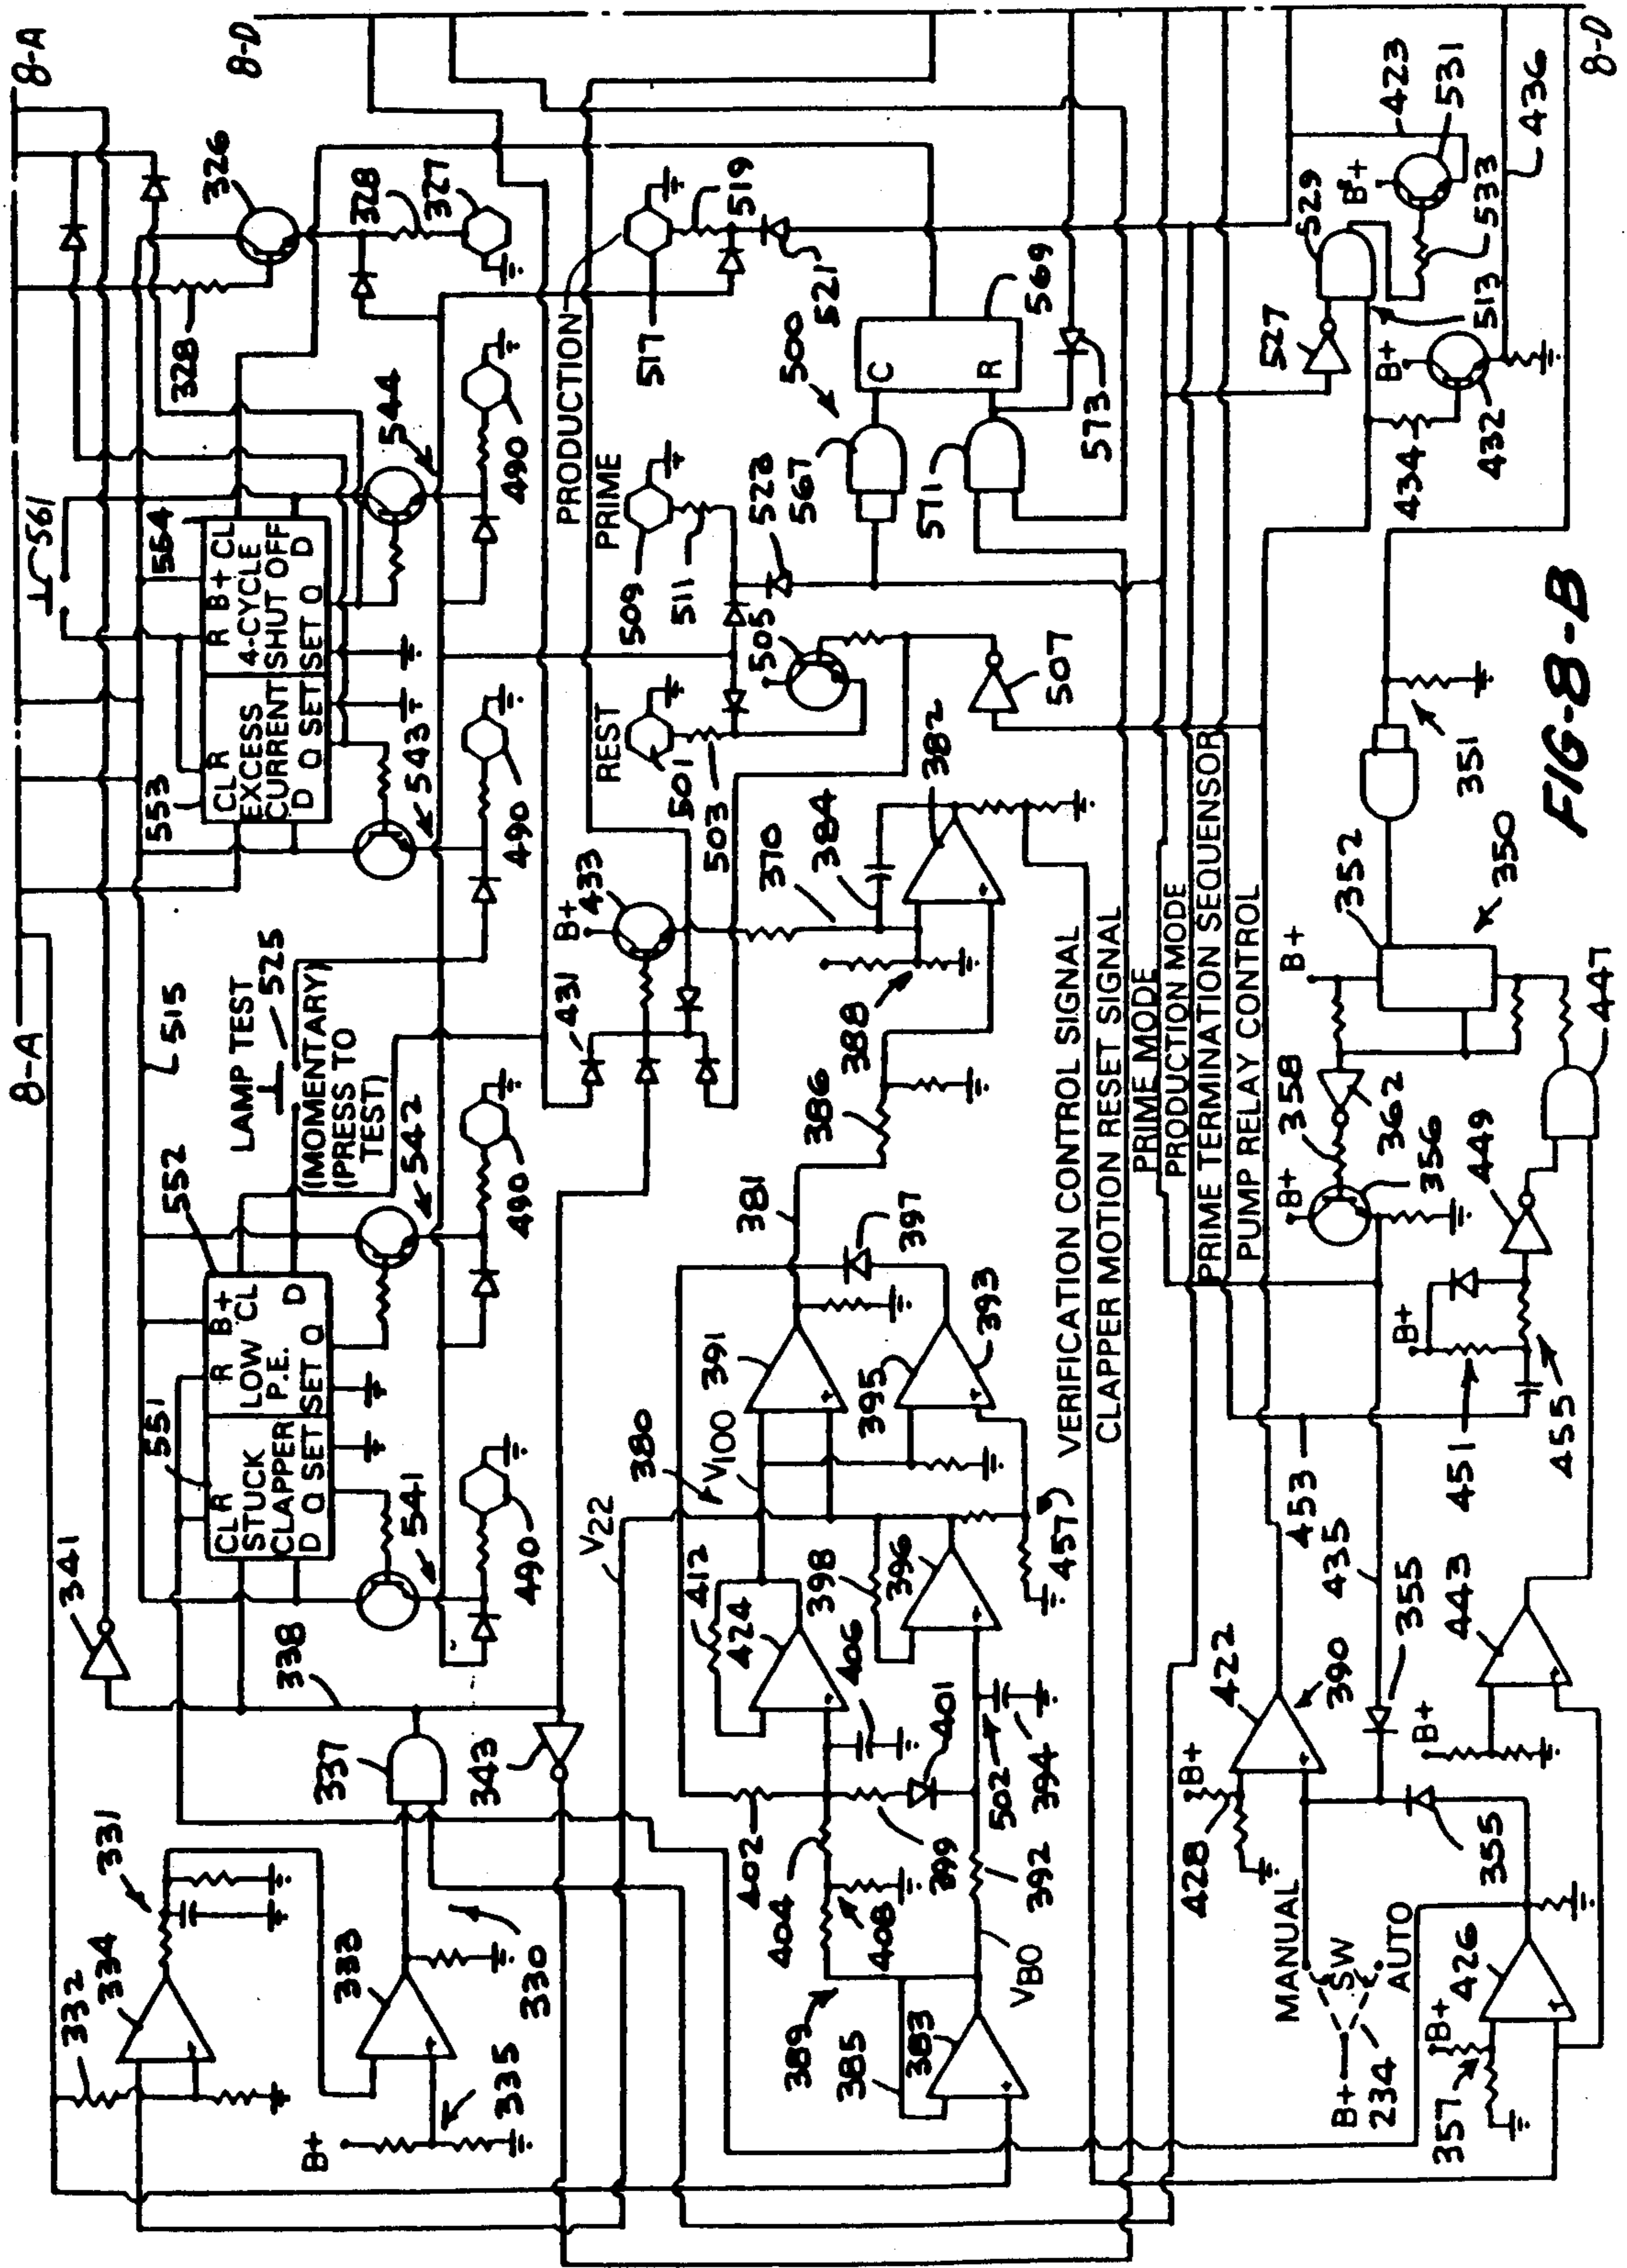 8-A
8-A
8-D
341
551
552
515
LAMP TEST
525
(MOMENTARY)
(PRESS TO
TEST)
553
561
554
328
326
CL R
STUCK
CLAPPER
D Q SET
R B+
LOW CL
P.E.
D
SET Q
CL R
EXCESS
CURRENT
D Q SET
R B+ CL
4-CYCLE
SHUT OFF
D
SET Q
541
542
543
544
328
327
490
490
490
490
338
337
343
331
332
334
333
330
335
B+
431
B+
433
REST
501
503
505
507
PRIME
509
511
523
PRODUCTION
517
519
521
500
567
571
C
R
569
573
V22
380
V100
412
424
406
398
396
391
395
393
397
381
386
388
370
384
382
402
404
408
399
401
502
394
392
VB0
389
385
383
457
VERIFICATION CONTROL SIGNAL
CLAPPER MOTION RESET SIGNAL
PRIME MODE
PRODUCTION MODE
PRIME TERMINATION SEQUENSOR
PUMP RELAY CONTROL
527
529
B+
423
531
533
513
B+
434
432
436
8-D
B+
428
422
390
MANUAL
SW
AUTO
B+
234
355
355
435
453
B+
451
455
449
447
B+
443
B+
357
426
B+
358
362
356
B+
352
350
351
FIG-8-B